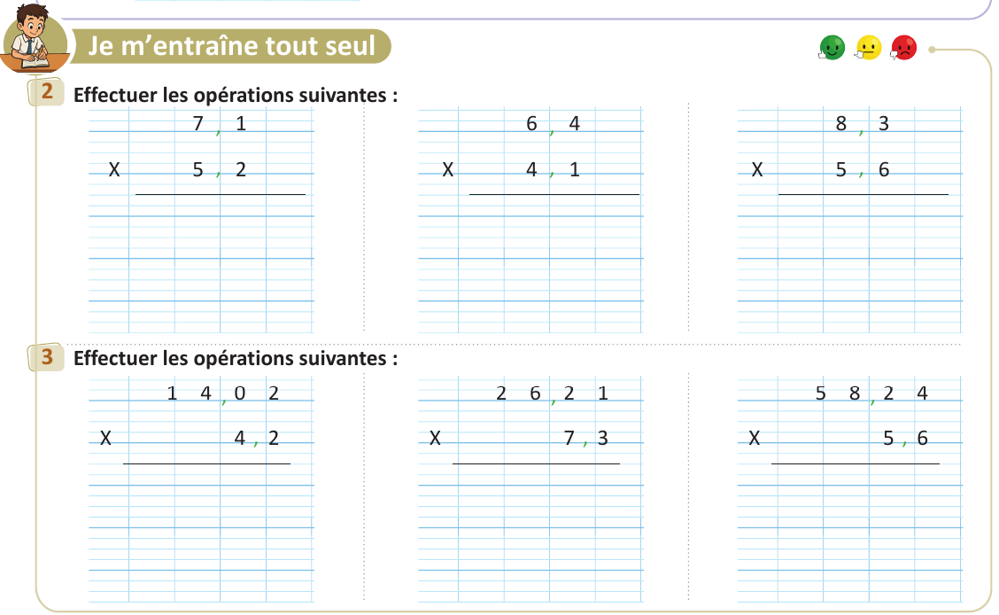 Je m’entraîne tout seul
2 Effectuer les opérations suivantes :
7 , 1 6 , 4 8 , 3
X 5 , 2 X 4 , 1 X 5 , 6
3 Effectuer les opérations suivantes :
1 4 , 0 2 2 6 , 2 1 5 8 , 2 4
X 4 , 2 X 7 , 3 X 5 , 6